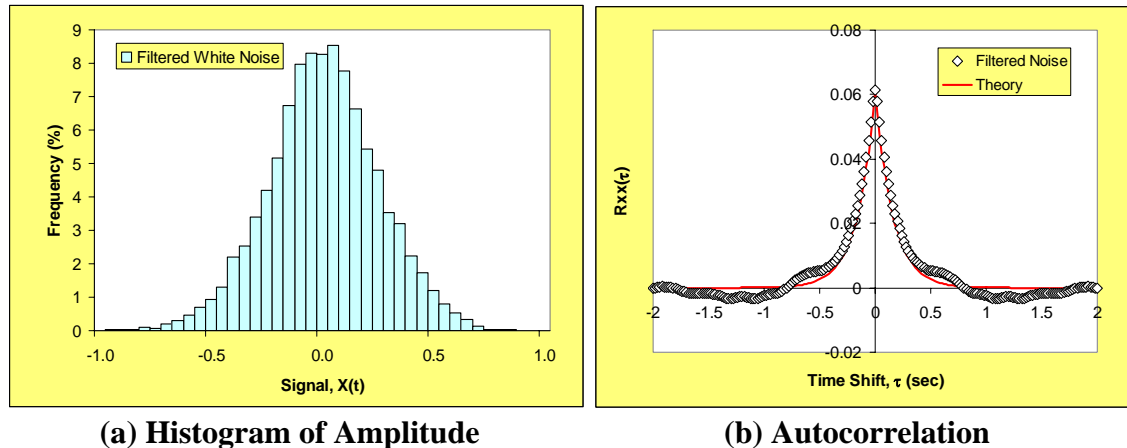 9
8
7
6
5
4
3
2
1
0
Frequency (%)
Filtered White Noise
-1.0 -0.5 0.0 0.5 1.0
Signal, X(t)
(a) Histogram of Amplitude
0.08
0.06
0.04
0.02
0
-0.02
Rxx(τ)
Filtered Noise
Theory
-2 -1.5 -1 -0.5 0 0.5 1 1.5 2
Time Shift, τ (sec)
(b) Autocorrelation